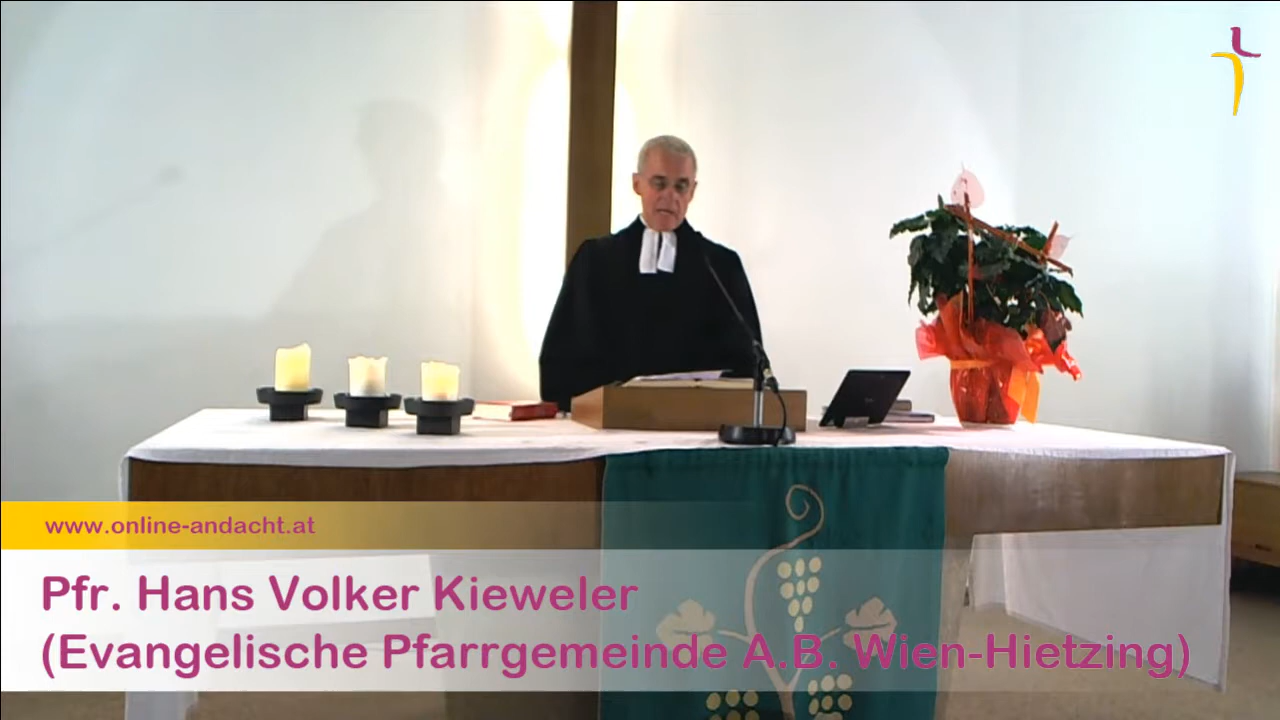 www.online-andacht.at
Pfr. Hans Volker Kieweler
(Evangelische Pfarrgemeinde A.B. Wien-Hietzing)